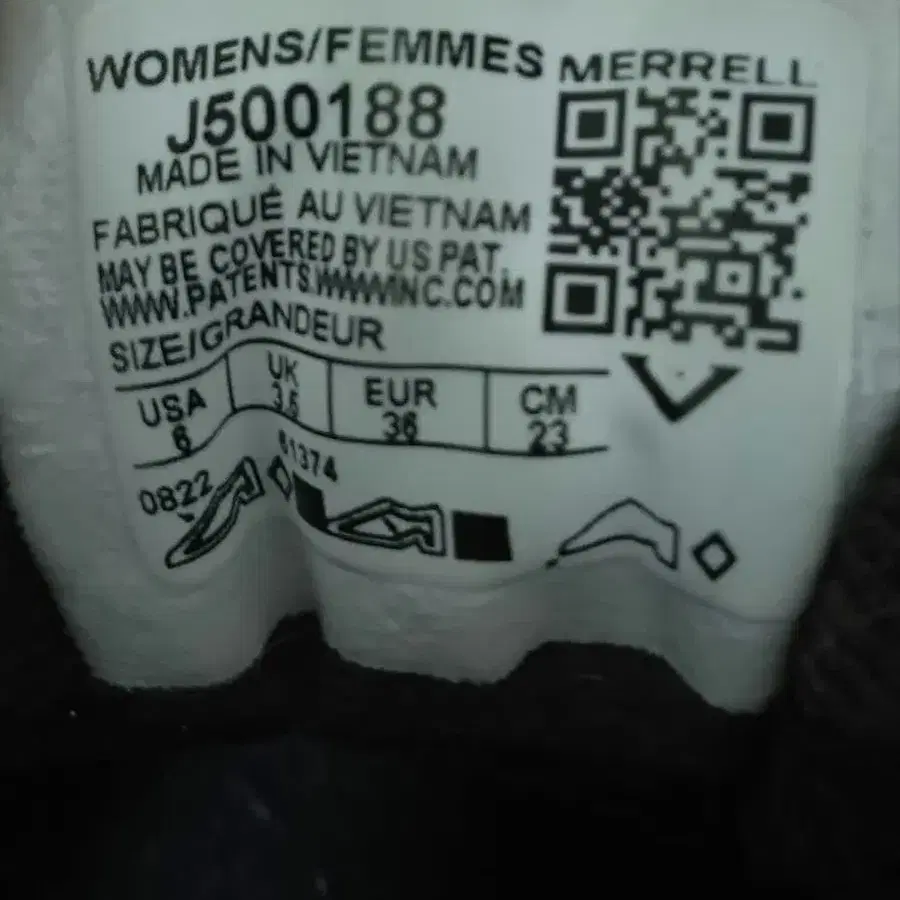 WOMENS/FEMMES
MERRELL
J500188
MADE IN VIETNAM
FABRIQUÉ AU VIETNAM
MAY BE COVERED BY US PAT
WWW.PATENTS.WWWINC.COM
SIZE/GRANDEUR
USA UK EUR CM
6 3.5 36 23
0822 61374